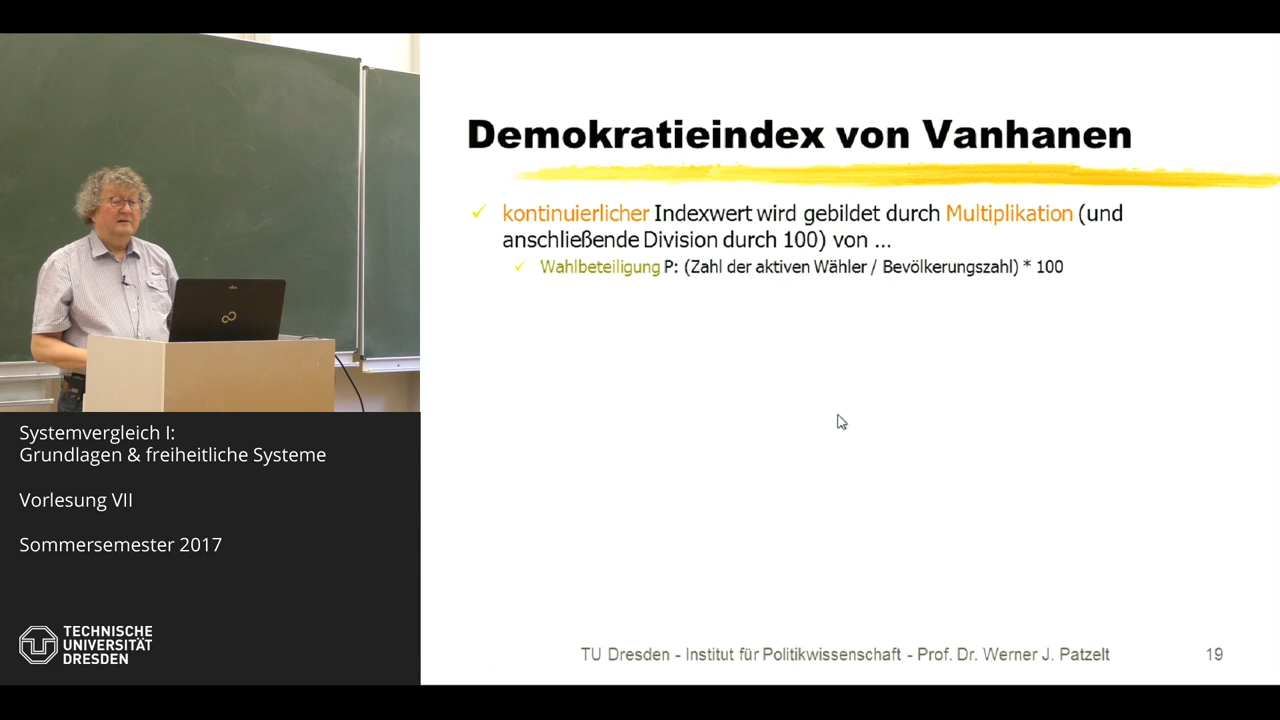 Demokratieindex von Vanhanen
kontinuierlicher Indexwert wird gebildet durch Multiplikation (und
anschließende Division durch 100) von ...
Wahlbeteiligung P: (Zahl der aktiven Wähler / Bevölkerungszahl) * 100
Systemvergleich I:
Grundlagen & freiheitliche Systeme
Vorlesung VII
Sommersemester 2017
TECHNISCHE
UNIVERSITÄT
DRESDEN
TU Dresden - Institut für Politikwissenschaft - Prof. Dr. Werner J. Patzelt
19